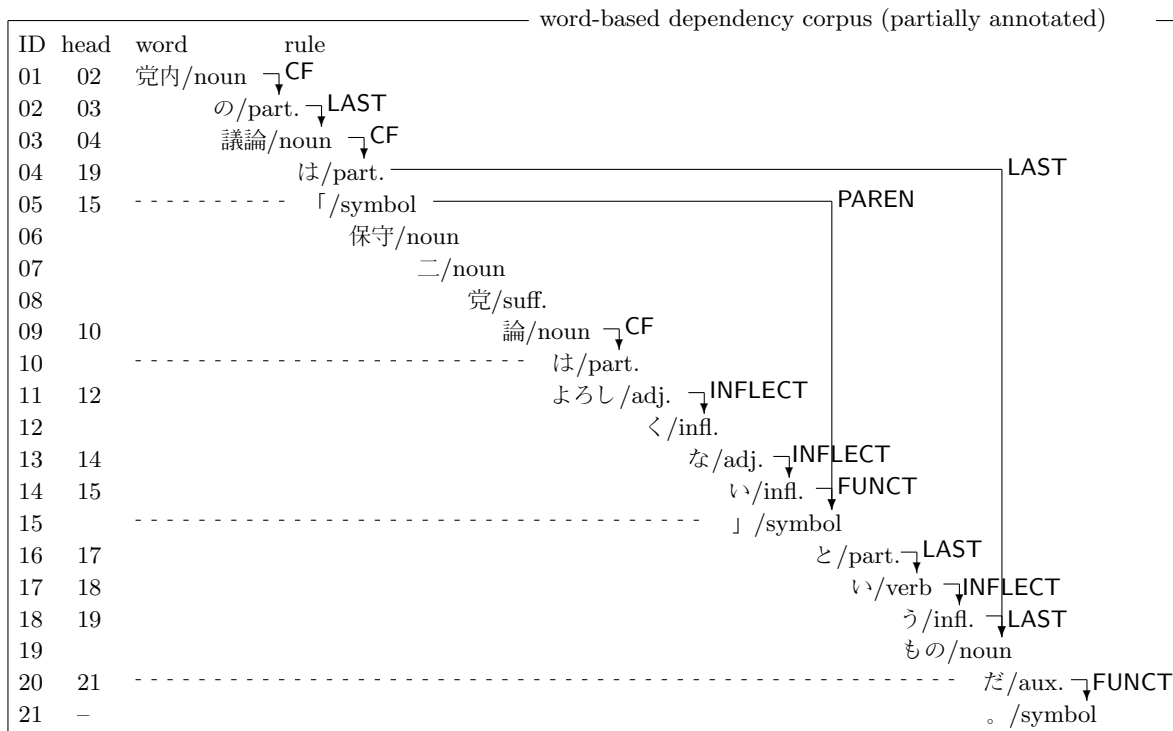 word-based dependency corpus (partially annotated)
ID head word rule
01 02 党内/noun CF
02 03 の/part. LAST
03 04 議論/noun CF
04 19 は/part. LAST
05 15 「/symbol PAREN
06 保守/noun
07 二/noun
08 党/suff.
09 10 論/noun CF
10 は/part.
11 12 よろし/adj. INFLECT
12 く/infl.
13 14 な/adj. INFLECT
14 15 い/infl. FUNCT
15 」/symbol
16 17 と/part. LAST
17 18 い/verb INFLECT
18 19 う/infl. LAST
19 もの/noun
20 21 だ/aux. FUNCT
21 – 。/symbol